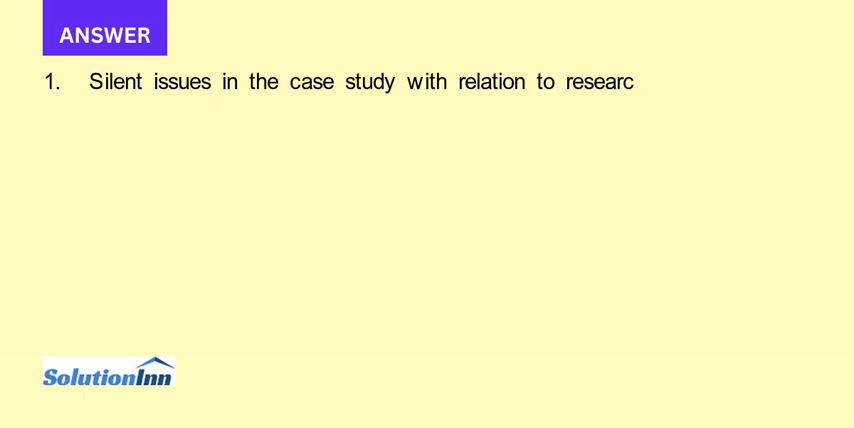 ANSWER
1. Silent issues in the case study with relation to researc
SolutionInn